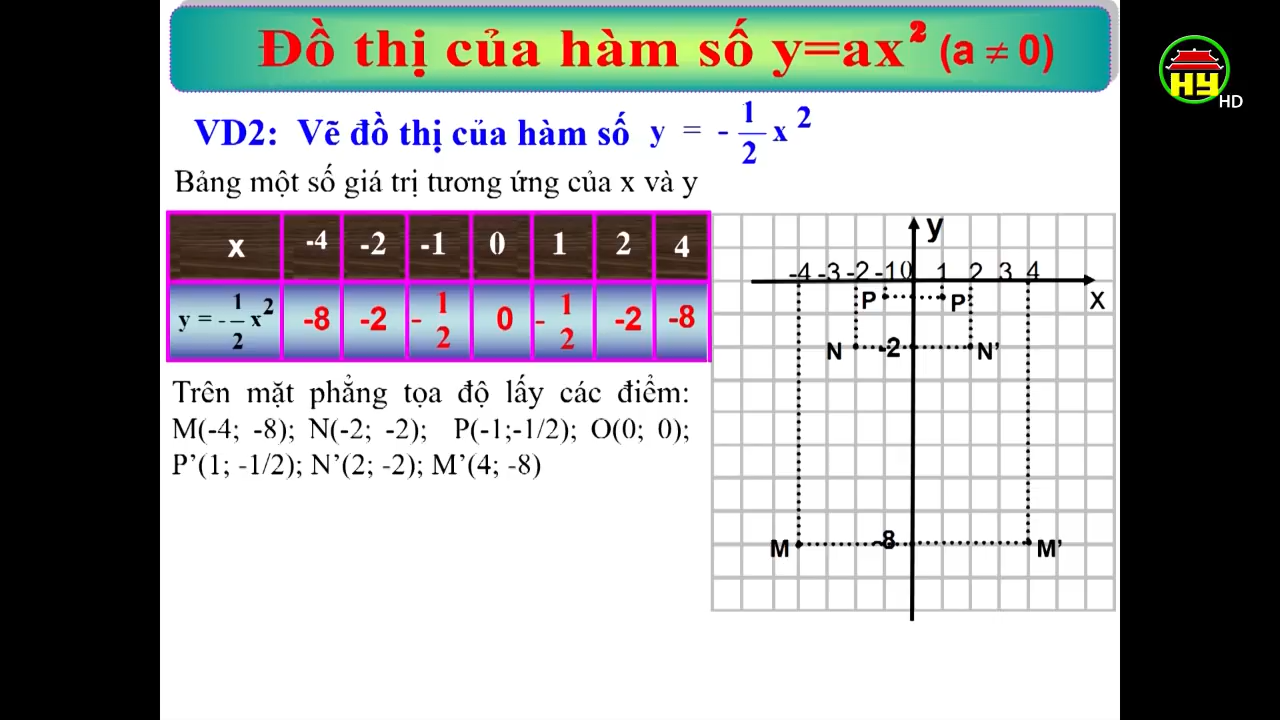 Đồ thị của hàm số y=ax² (a ≠ 0)
HY HD
VD2: Vẽ đồ thị của hàm số y = - 1/2 x²
Bảng một số giá trị tương ứng của x và y
x -4 -2 -1 0 1 2 4
y = - 1/2 x² -8 -2 - 1/2 0 - 1/2 -2 -8
Trên mặt phẳng tọa độ lấy các điểm:
M(-4; -8); N(-2; -2); P(-1;-1/2); O(0; 0);
P’(1; -1/2); N’(2; -2); M’(4; -8)
y
-4 -3 -2 -1 0 1 2 3 4
P P’ x
N -2 N’
M -8 M’